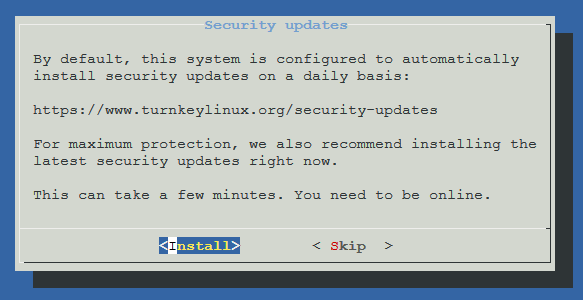 Security updates
By default, this system is configured to automatically
install security updates on a daily basis:
https://www.turnkeylinux.org/security-updates
For maximum protection, we also recommend installing the
latest security updates right now.
This can take a few minutes. You need to be online.
<Install> < Skip >